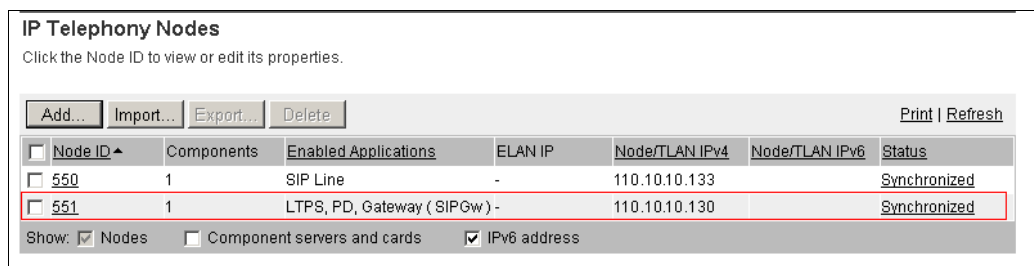 IP Telephony Nodes
Click the Node ID to view or edit its properties.
Add... Import... Export... Delete Print | Refresh
Node ID Components Enabled Applications ELAN IP Node/TLAN IPv4 Node/TLAN IPv6 Status
550 1 SIP Line - 110.10.10.133 Synchronized
551 1 LTPS, PD, Gateway ( SIPGw ) - 110.10.10.130 Synchronized
Show: Nodes Component servers and cards IPv6 address